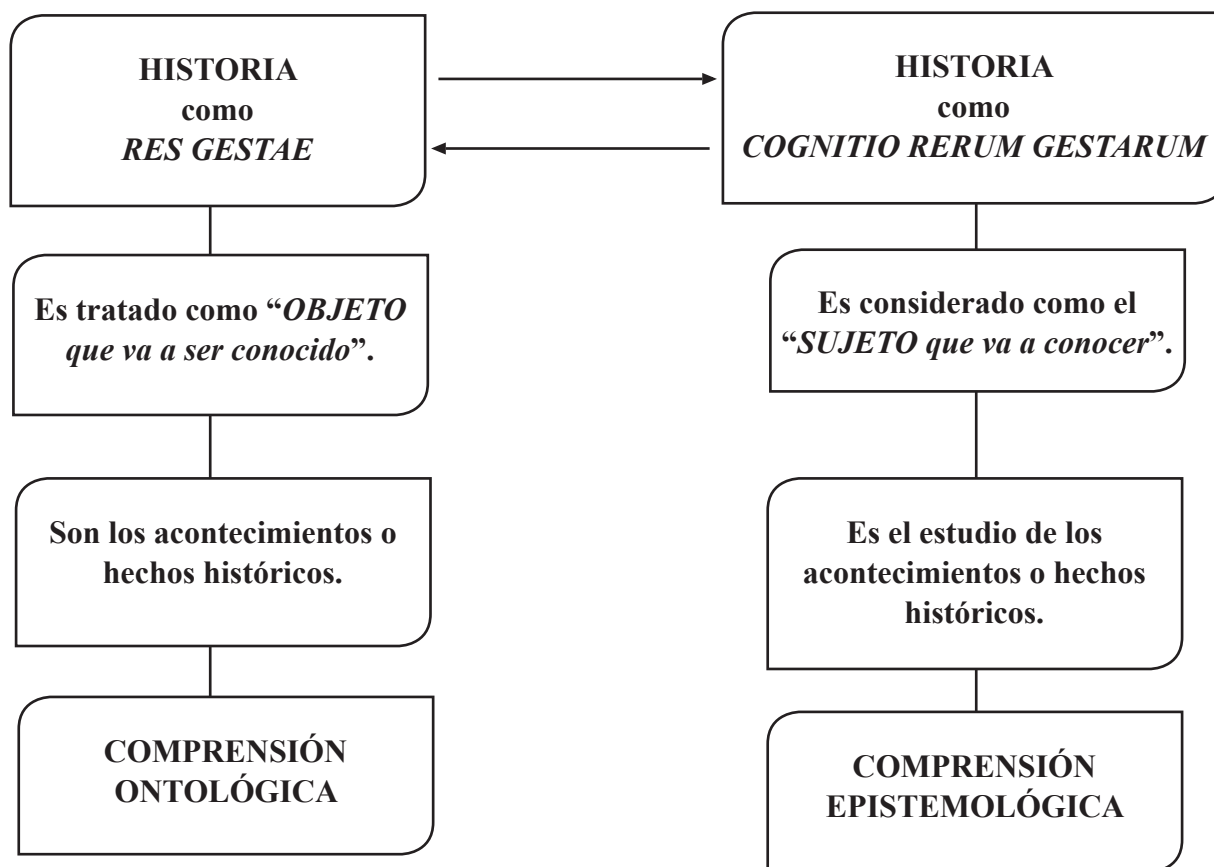 HISTORIA
como
RES GESTAE
Es tratado como “OBJETO
que va a ser conocido”.
Son los acontecimientos o
hechos históricos.
COMPRENSIÓN
ONTOLÓGICA
HISTORIA
como
COGNITIO RERUM GESTARUM
Es considerado como el
“SUJETO que va a conocer”.
Es el estudio de los
acontecimientos o hechos
históricos.
COMPRENSIÓN
EPISTEMOLÓGICA